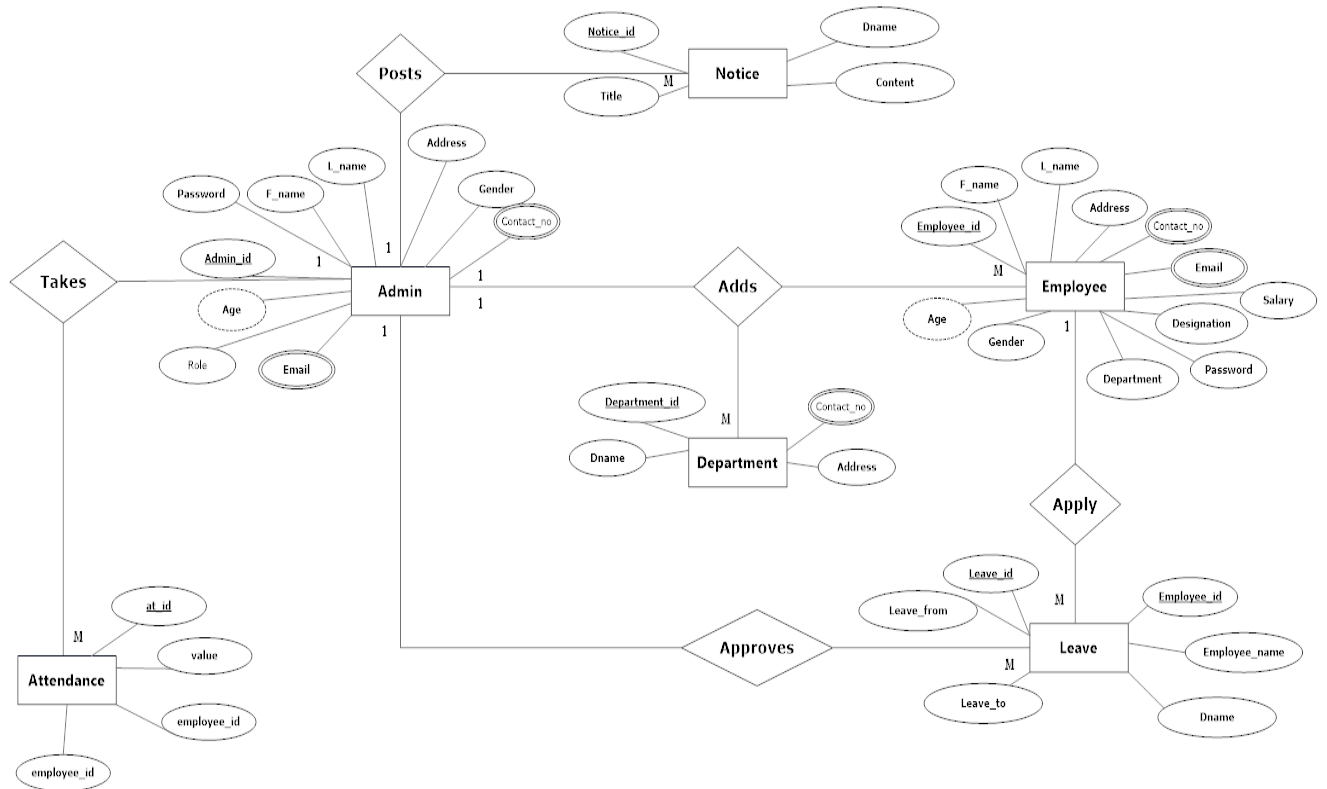 Notice_id
Dname
Posts
Notice
M
Title
Content
Address
L_name
Password
F_name
Gender
Contact_no
1
Admin_id
1
Takes
Admin
1
1
Age
1
Role
Email
Adds
L_name
F_name
Address
Employee_id
Contact_no
M
Email
Employee
Salary
Age
Designation
1
Gender
Department
Password
Department_id
Contact_no
M
Dname
Department
Address
Apply
Leave_id
M
Employee_id
Leave_from
Approves
Leave
Employee_name
M
Leave_to
Dname
at_id
M
value
Attendance
employee_id
employee_id